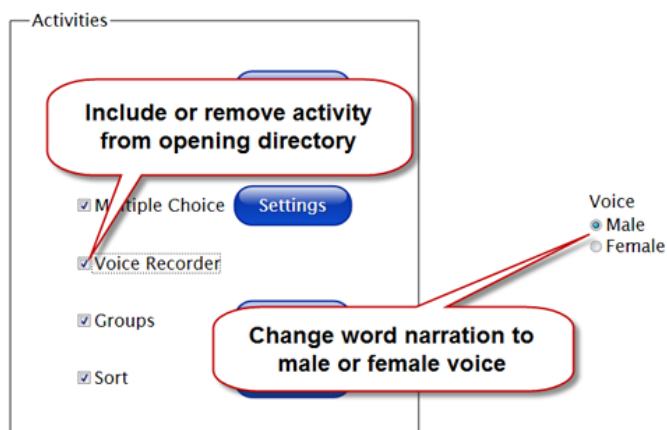 Activities
Include or remove activity
from opening directory
Multiple Choice
Settings
Voice
Male
Female
Voice Recorder
Groups
Change word narration to
male or female voice
Sort